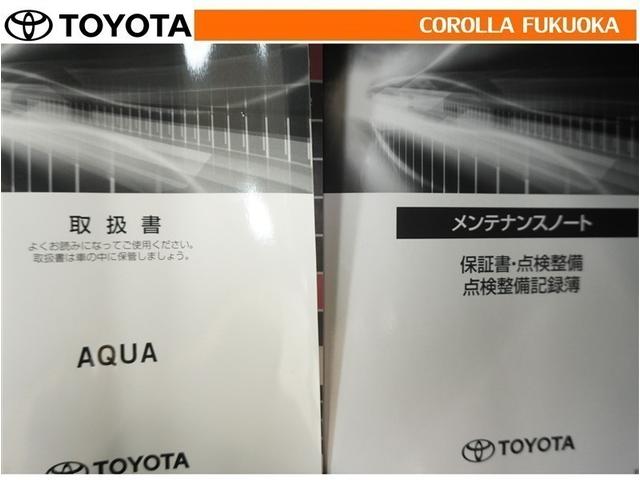 TOYOTA
COROLLA FUKUOKA
取扱書
よくお読みになってご使用ください。
取扱書は車の中に保管しましょう。
AQUA
TOYOTA
メンテナンスノート
保証書・点検整備
点検整備記録簿
TOYOTA